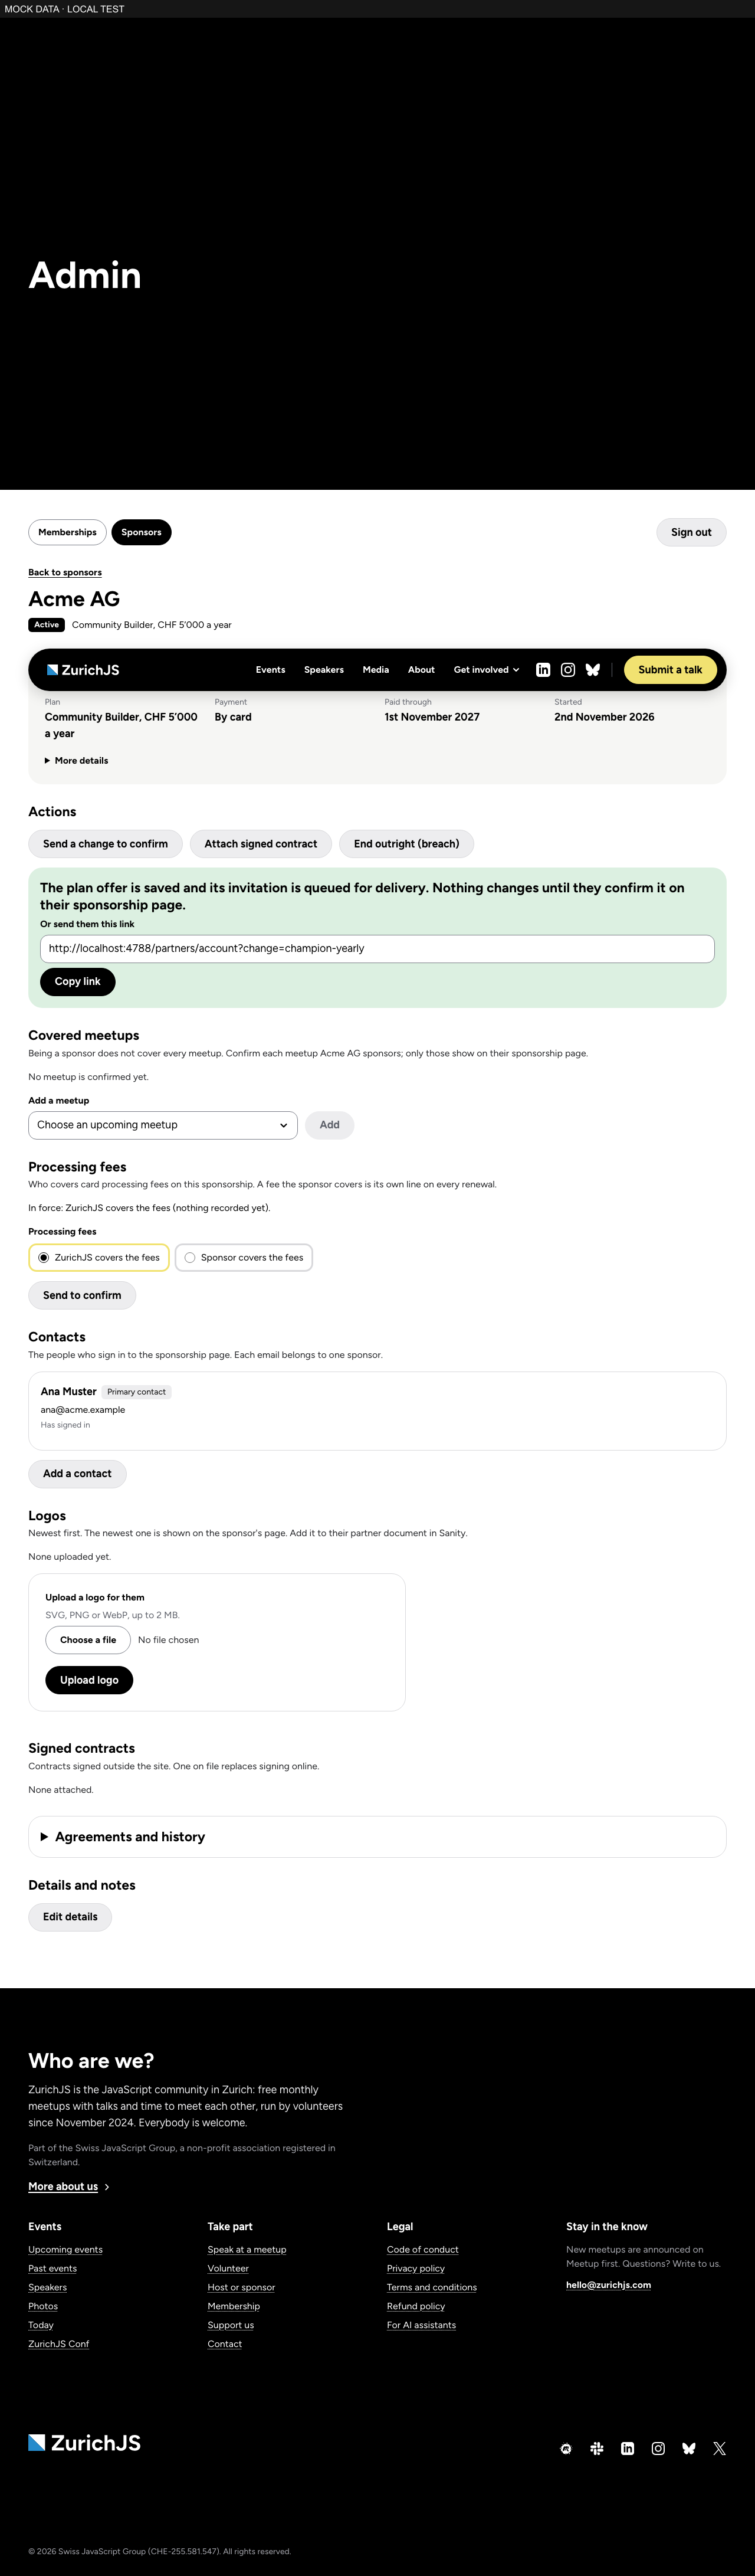 MOCK DATA · LOCAL TEST
Admin
Memberships
Sponsors
Sign out
Back to sponsors
Acme AG
Active
Community Builder, CHF 5’000 a year
ZurichJS
Events
Speakers
Media
About
Get involved
Submit a talk
Plan
Community Builder, CHF 5’000
a year
Payment
By card
Paid through
1st November 2027
Started
2nd November 2026
More details
Actions
Send a change to confirm
Attach signed contract
End outright (breach)
The plan offer is saved and its invitation is queued for delivery. Nothing changes until they confirm it on
their sponsorship page.
Or send them this link
http://localhost:4788/partners/account?change=champion-yearly
Copy link
Covered meetups
Being a sponsor does not cover every meetup. Confirm each meetup Acme AG sponsors; only those show on their sponsorship page.
No meetup is confirmed yet.
Add a meetup
Choose an upcoming meetup
Add
Processing fees
Who covers card processing fees on this sponsorship. A fee the sponsor covers is its own line on every renewal.
In force: ZurichJS covers the fees (nothing recorded yet).
Processing fees
ZurichJS covers the fees
Sponsor covers the fees
Send to confirm
Contacts
The people who sign in to the sponsorship page. Each email belongs to one sponsor.
Ana Muster
Primary contact
ana@acme.example
Has signed in
Add a contact
Logos
Newest first. The newest one is shown on the sponsor's page. Add it to their partner document in Sanity.
None uploaded yet.
Upload a logo for them
SVG, PNG or WebP, up to 2 MB.
Choose a file
No file chosen
Upload logo
Signed contracts
Contracts signed outside the site. One on file replaces signing online.
None attached.
Agreements and history
Details and notes
Edit details
Who are we?
ZurichJS is the JavaScript community in Zurich: free monthly
meetups with talks and time to meet each other, run by volunteers
since November 2024. Everybody is welcome.
Part of the Swiss JavaScript Group, a non-profit association registered in
Switzerland.
More about us
Events
Upcoming events
Past events
Speakers
Photos
Today
ZurichJS Conf
Take part
Speak at a meetup
Volunteer
Host or sponsor
Membership
Support us
Contact
Legal
Code of conduct
Privacy policy
Terms and conditions
Refund policy
For AI assistants
Stay in the know
New meetups are announced on
Meetup first. Questions? Write to us.
hello@zurichjs.com
ZurichJS
© 2026 Swiss JavaScript Group (CHE-255.581.547). All rights reserved.